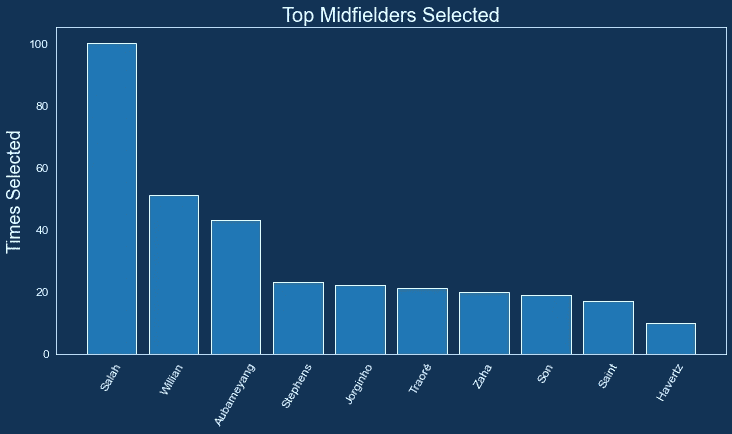 Top Midfielders Selected
Times Selected
100
80
60
40
20
0
Salah
Willian
Aubameyang
Stephens
Jorginho
Traoré
Zaha
Son
Saint
Havertz